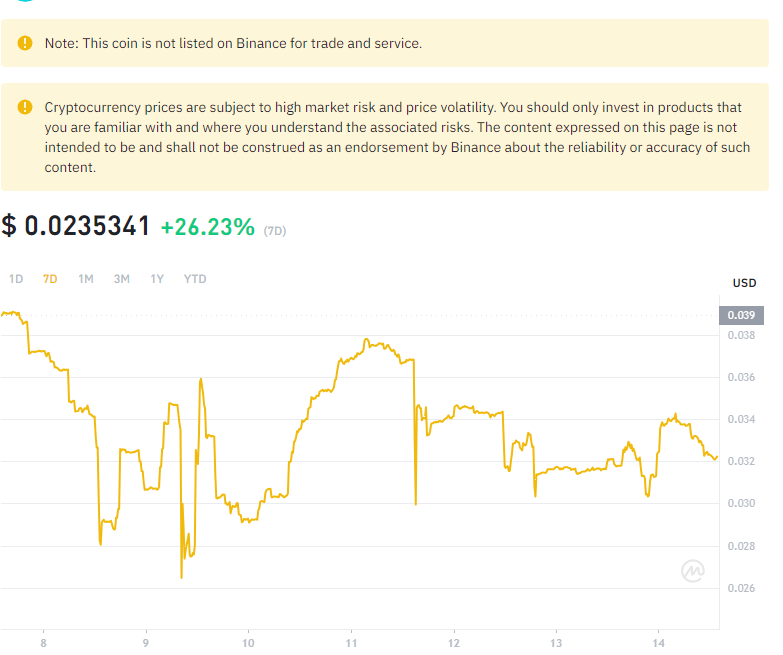 Note: This coin is not listed on Binance for trade and service.
Cryptocurrency prices are subject to high market risk and price volatility. You should only invest in products that
you are familiar with and where you understand the associated risks. The content expressed on this page is not
intended to be and shall not be construed as an endorsement by Binance about the reliability or accuracy of such
content.
$ 0.0235341 +26.23% (7D)
1D 7D 1M 3M 1Y YTD
USD
0.039
0.038
0.036
0.034
0.032
0.030
0.028
0.026
8 9 10 11 12 13 14